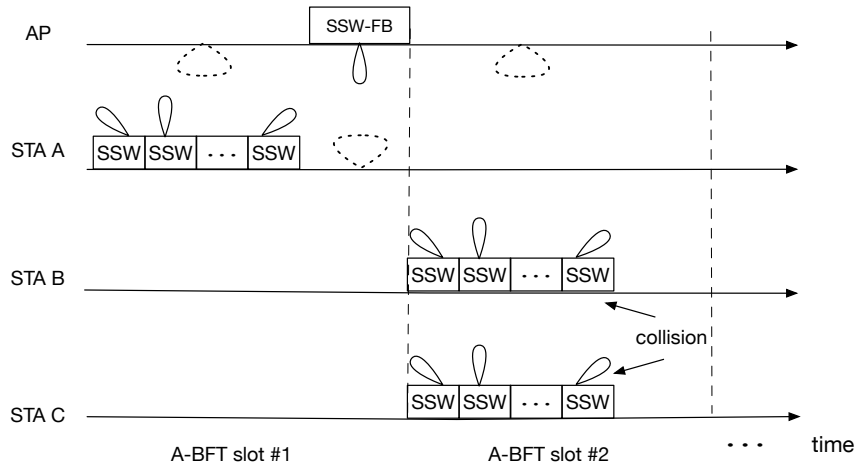 AP
SSW-FB
STA A
SSW SSW ... SSW
STA B
SSW SSW ... SSW
collision
STA C
SSW SSW ... SSW
A-BFT slot #1
A-BFT slot #2
... time